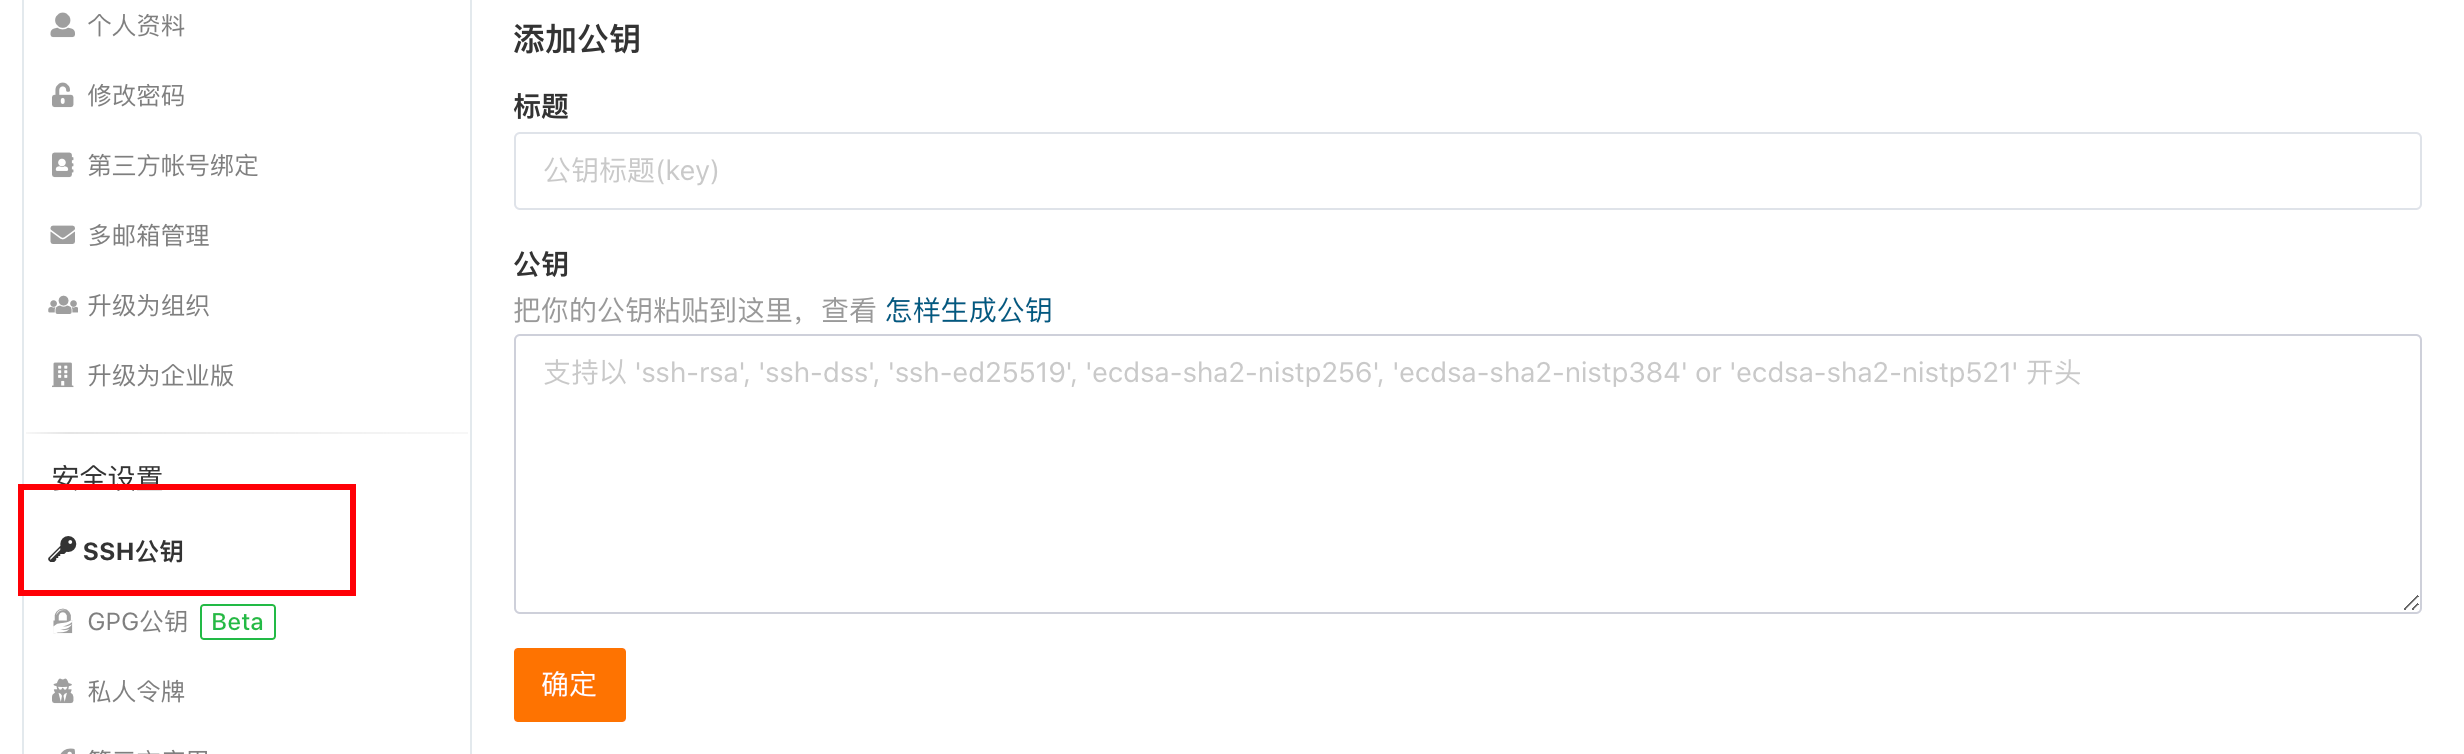 个人资料
修改密码
第三方帐号绑定
多邮箱管理
升级为组织
升级为企业版
安全设置
SSH公钥
GPG公钥 Beta
私人令牌
添加公钥
标题
公钥标题(key)
公钥
把你的公钥粘贴到这里，查看 怎样生成公钥
支持以 'ssh-rsa', 'ssh-dss', 'ssh-ed25519', 'ecdsa-sha2-nistp256', 'ecdsa-sha2-nistp384' or 'ecdsa-sha2-nistp521' 开头
确定